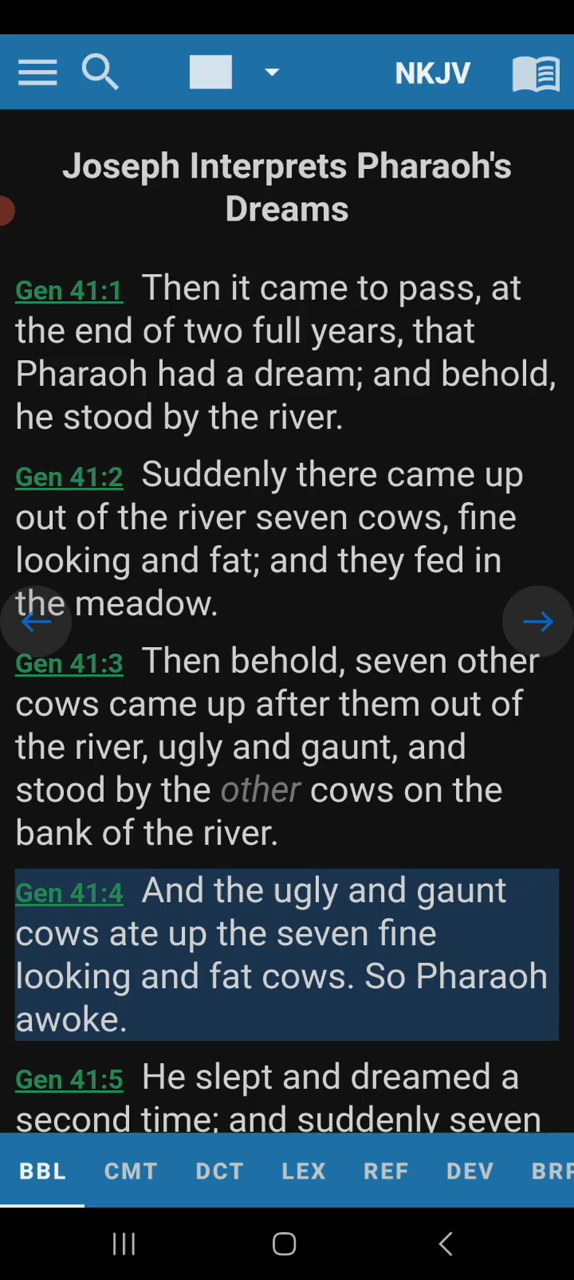 NKJV
Joseph Interprets Pharaoh's
Dreams
Gen 41:1 Then it came to pass, at
the end of two full years, that
Pharaoh had a dream; and behold,
he stood by the river.
Gen 41:2 Suddenly there came up
out of the river seven cows, fine
looking and fat; and they fed in
the meadow.
Gen 41:3 Then behold, seven other
cows came up after them out of
the river, ugly and gaunt, and
stood by the other cows on the
bank of the river.
Gen 41:4 And the ugly and gaunt
cows ate up the seven fine
looking and fat cows. So Pharaoh
awoke.
Gen 41:5 He slept and dreamed a
second time; and suddenly seven
BBL CMT DCT LEX REF DEV BRP